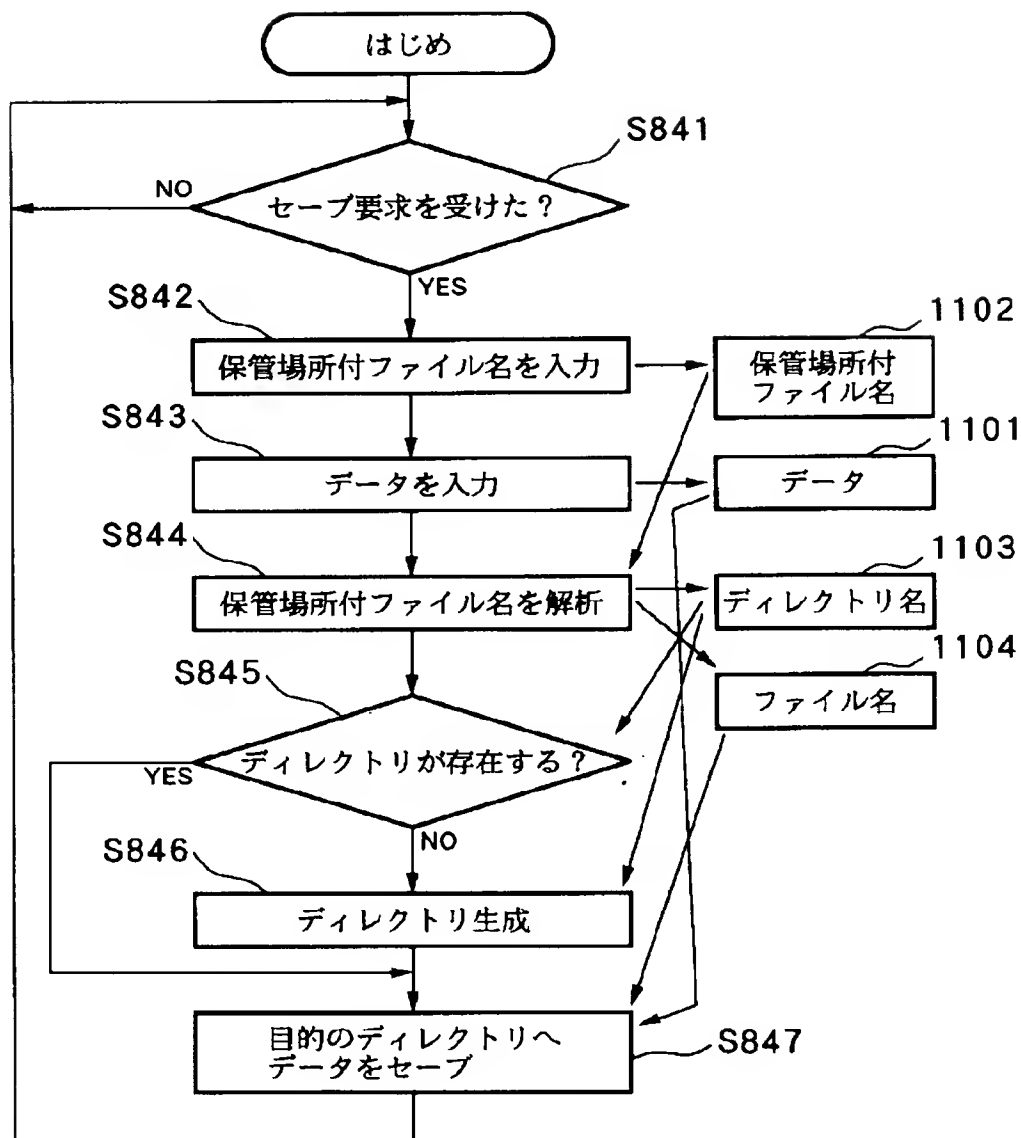 はじめ
S841
NO
セーブ要求を受けた？
YES
S842
保管場所付ファイル名を入力
1102
保管場所付
ファイル名
S843
データを入力
1101
データ
S844
保管場所付ファイル名を解析
1103
ディレクトリ名
1104
ファイル名
S845
ディレクトリが存在する？
YES
NO
S846
ディレクトリ生成
目的のディレクトリへ
データをセーブ
S847